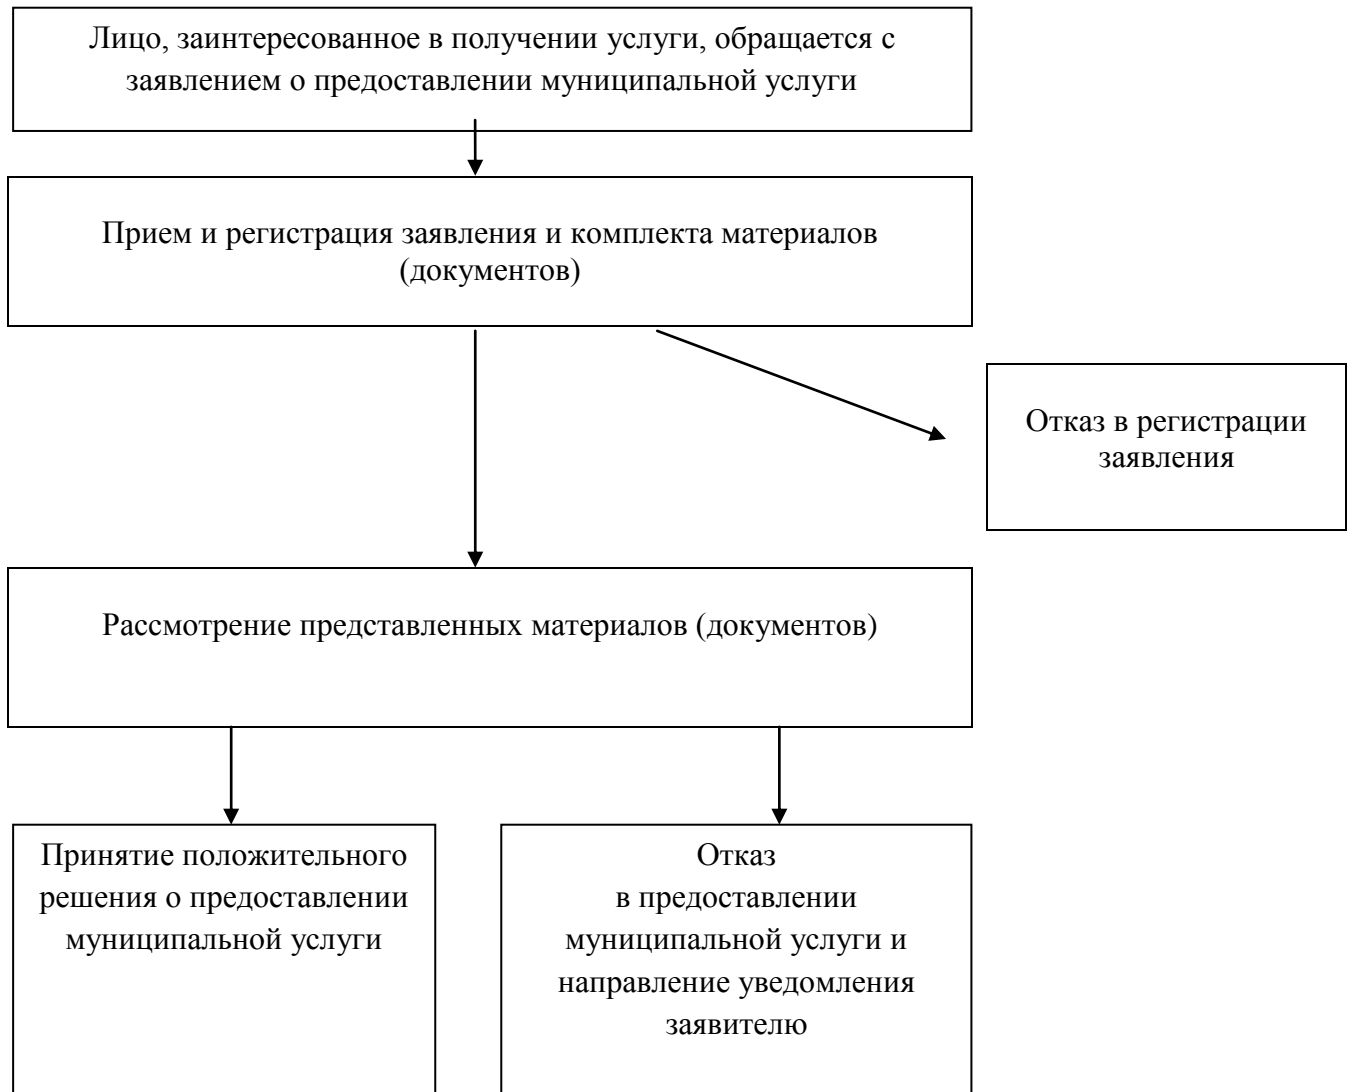 Лицо, заинтересованное в получении услуги, обращается с
заявлением о предоставлении муниципальной услуги
Прием и регистрация заявления и комплекта материалов
(документов)
Отказ в регистрации
заявления
Рассмотрение представленных материалов (документов)
Принятие положительного
решения о предоставлении
муниципальной услуги
Отказ
в предоставлении
муниципальной услуги и
направление уведомления
заявителю